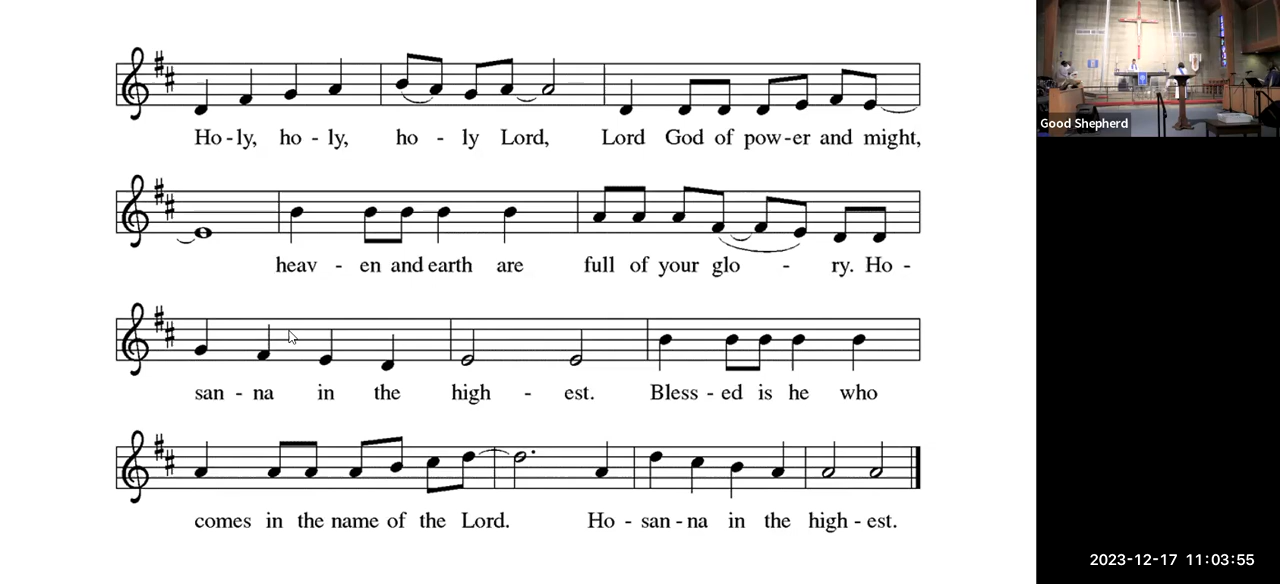 Ho - ly, ho - ly, ho - ly Lord, Lord God of pow - er and might,
heav - en and earth are full of your glo - ry. Ho -
san - na in the high - est. Bless - ed is he who
comes in the name of the Lord. Ho - san - na in the high - est.
Good Shepherd
2023-12-17 11:03:55